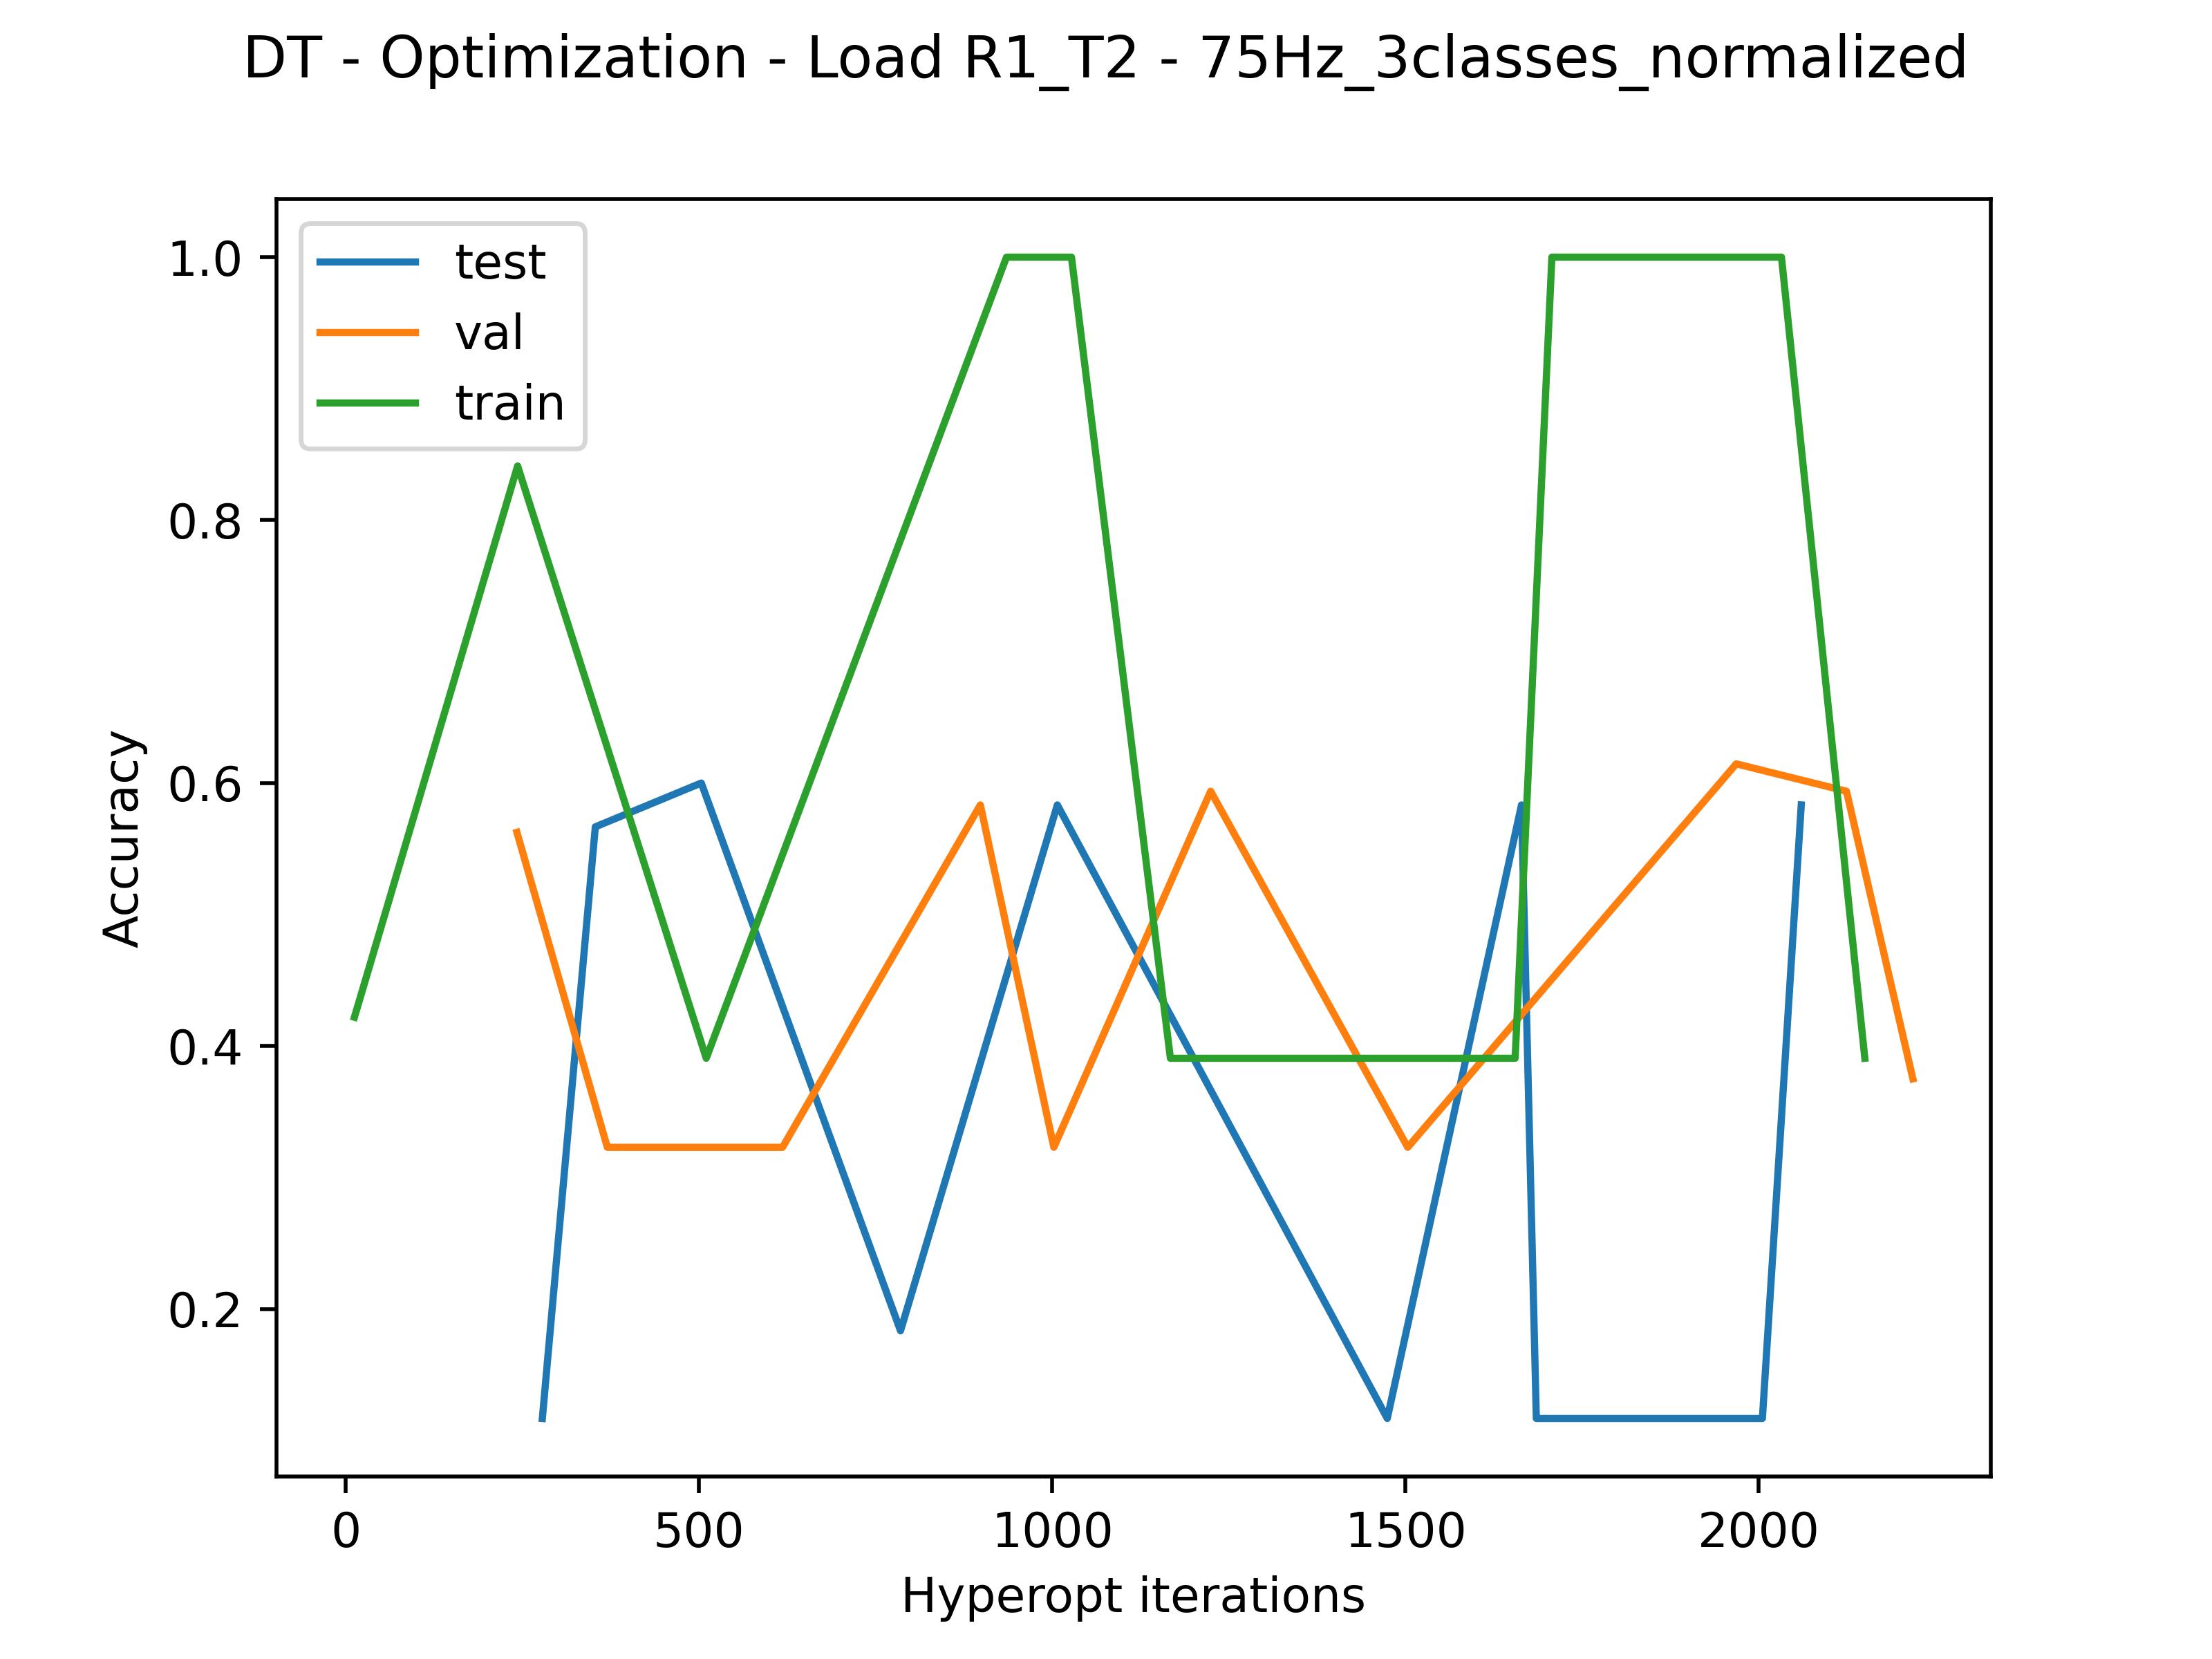 DT - Optimization - Load R1_T2 - 75Hz_3classes_normalized
test
val
train
1.0
0.8
0.6
0.4
0.2
Accuracy
0 500 1000 1500 2000
Hyperopt iterations